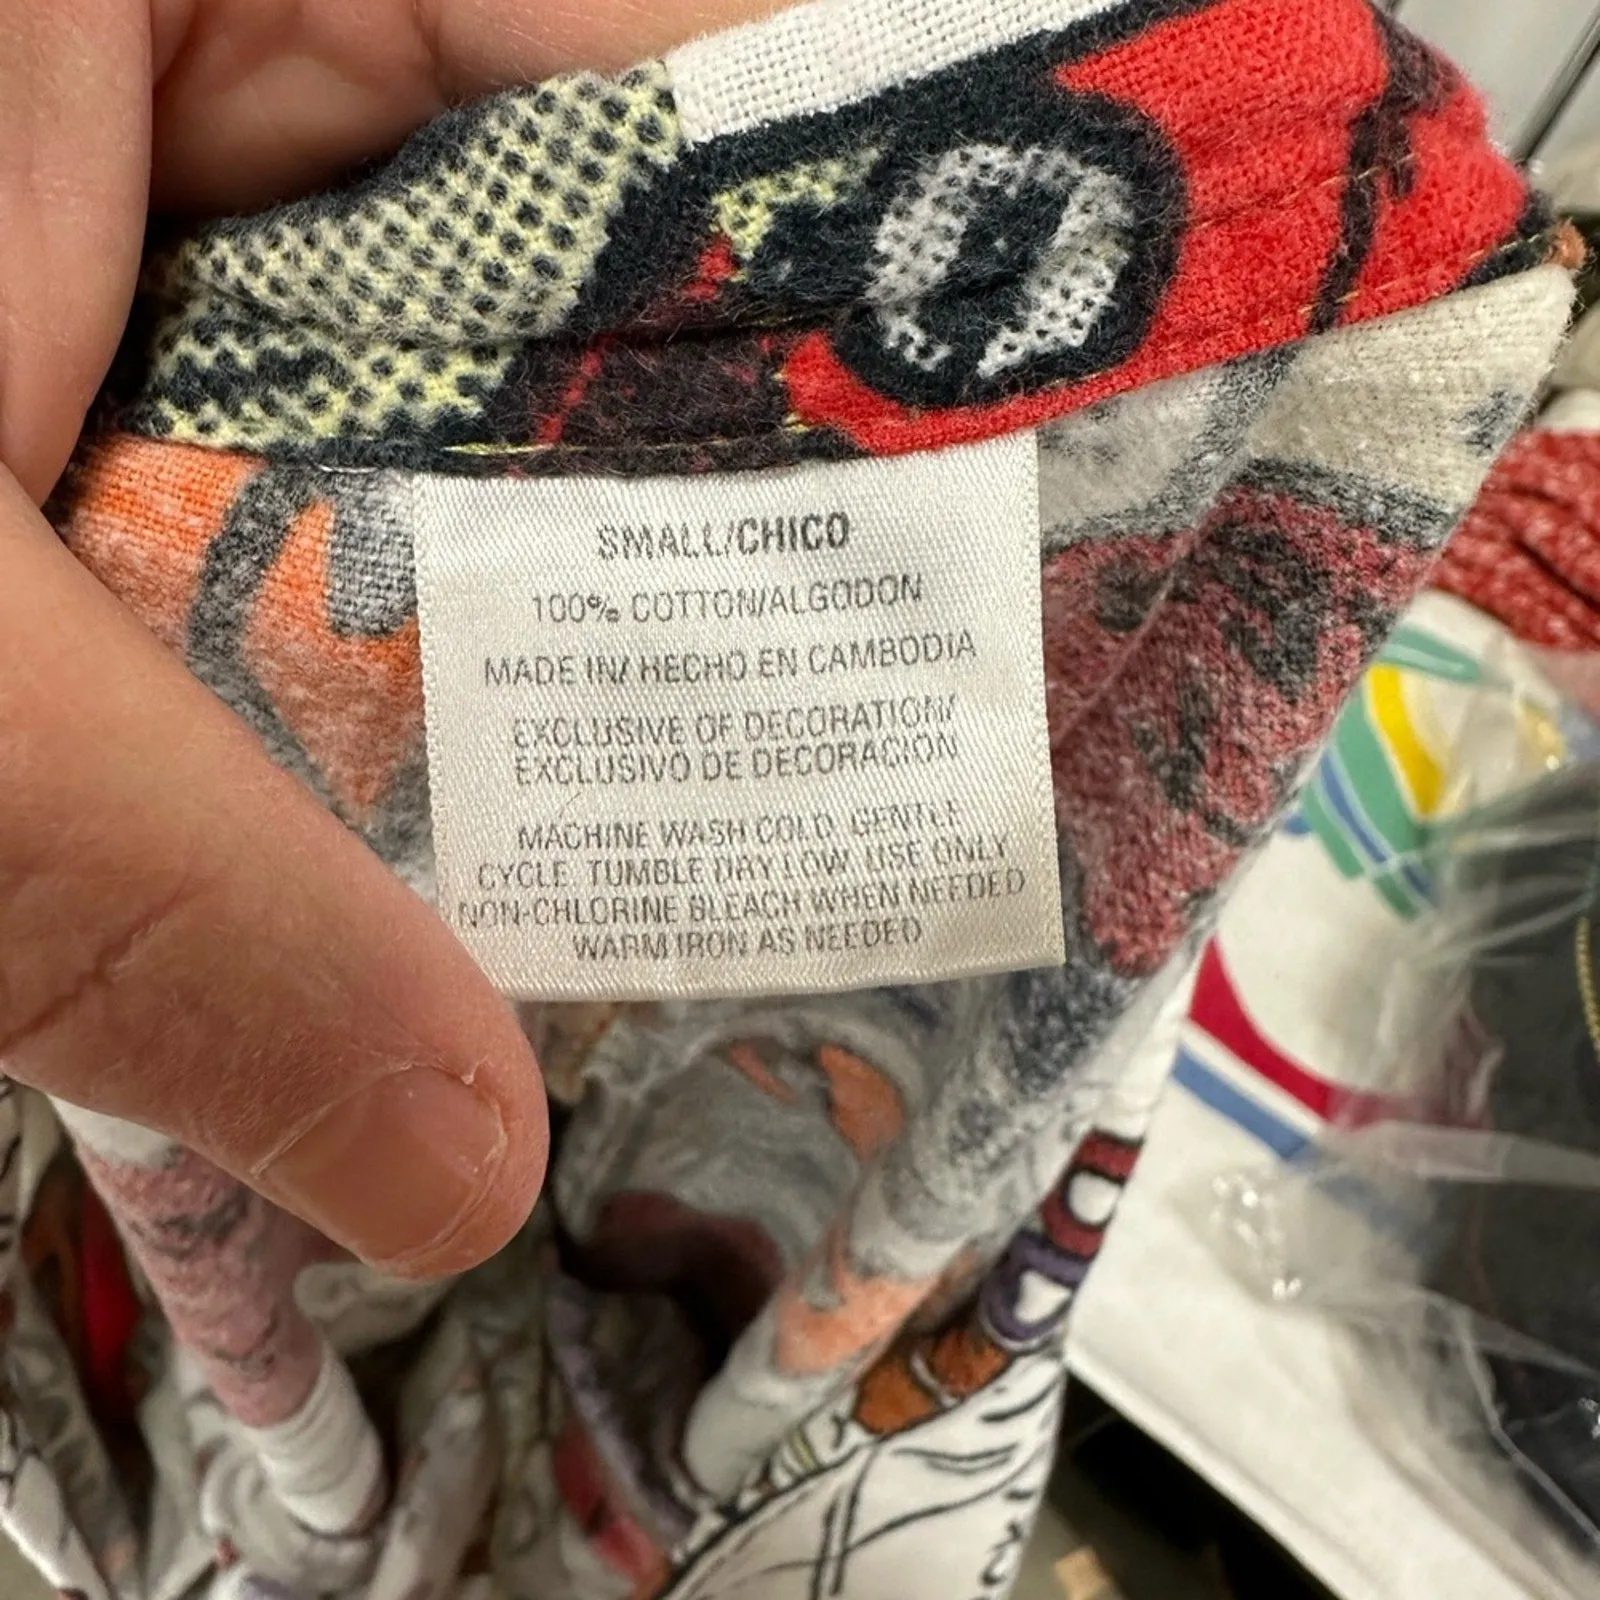 SMALL/CHICO
100% COTTON/ALGODON
MADE IN/ HECHO EN CAMBODIA
EXCLUSIVE OF DECORATION/
EXCLUSIVO DE DECORACION
MACHINE WASH COLD. GENTLE
CYCLE. TUMBLE DRY LOW. USE ONLY
NON-CHLORINE BLEACH WHEN NEEDED
WARM IRON AS NEEDED